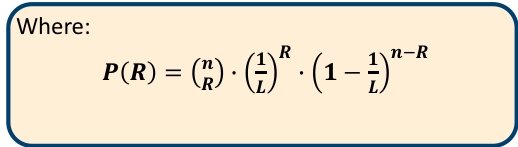 Where:
P(R) = (n R) · (1/L)^R · (1 − 1/L)^{n−R}